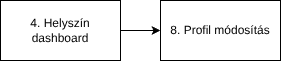 4. Helyszín
dashboard
8. Profil módosítás